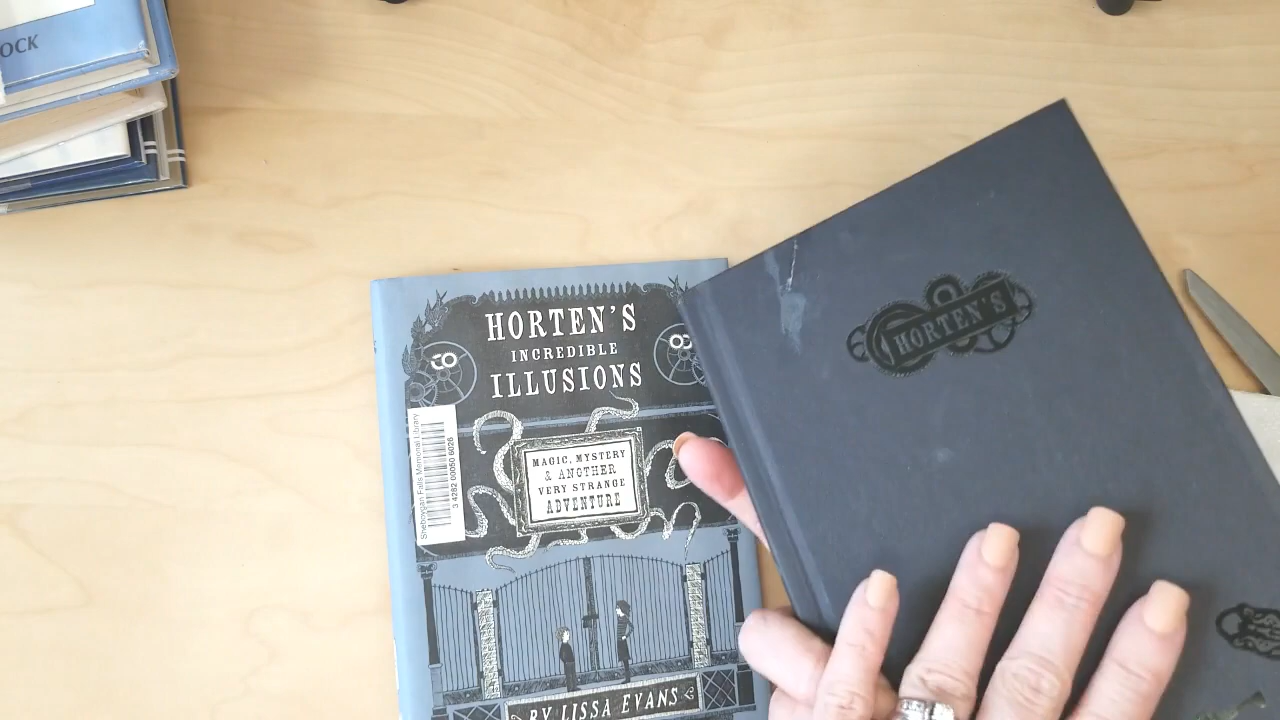 OCK
HORTEN'S
INCREDIBLE
ILLUSIONS
Sheboygan Falls Memorial Library
3 4282 00050 6026
MAGIC, MYSTERY
& ANOTHER
VERY STRANGE
ADVENTURE
BY LISSA EVANS
HORTEN'S